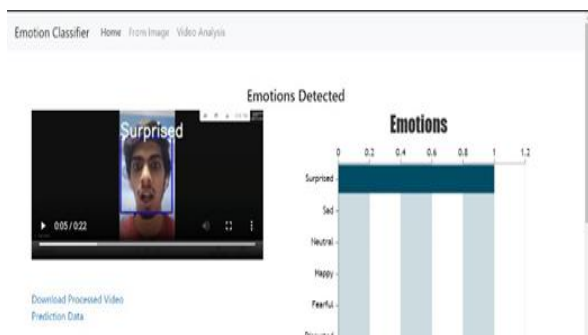 Emotion Classifier Home From Image Video Analysis
Emotions Detected
Surprised
0:05 / 0:22
Download Processed Video
Prediction Data
Emotions
0 0.2 0.4 0.6 0.8 1 1.2
Surprised
Sad
Neutral
Happy
Fearful